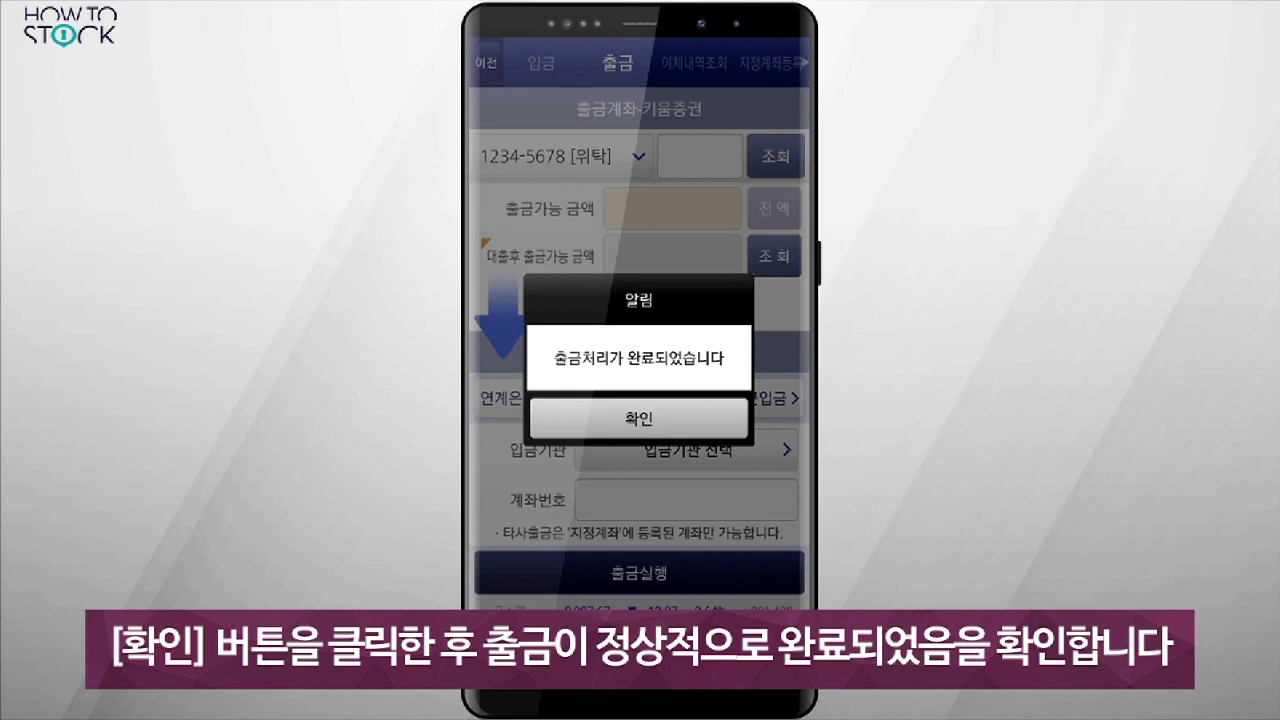 HOW TO
STOCK
이전 입금 출금 이체내역조회 지정계좌등록
출금계좌-키움증권
1234-5678 [위탁] 조회
출금가능 금액 전 액
대출후 출금가능 금액 조 회
알림
출금처리가 완료되었습니다
연계은 입금
확인
입금기관 입금기관 선택
계좌번호
· 타사출금은 '지정계좌'에 등록된 계좌만 가능합니다.
출금실행
[확인] 버튼을 클릭한 후 출금이 정상적으로 완료되었음을 확인합니다